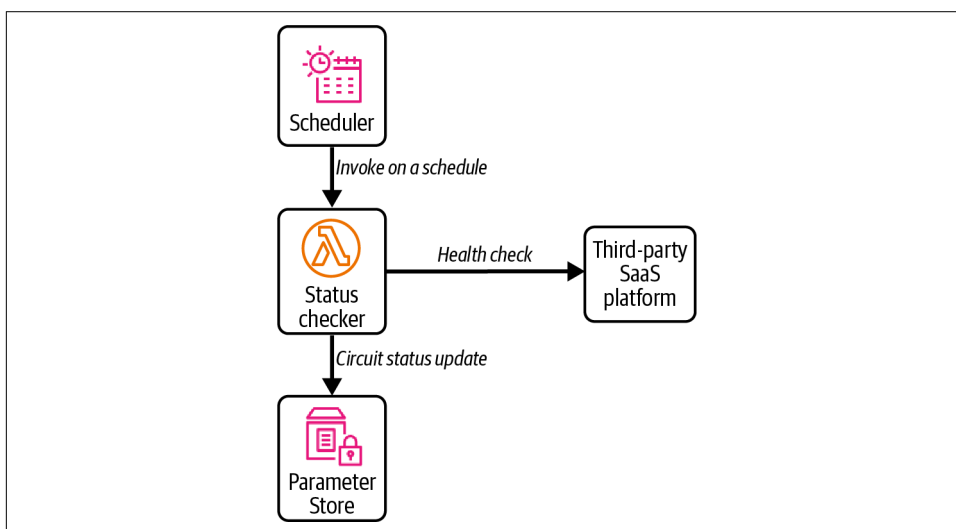 Scheduler
Invoke on a schedule
Status
checker
Health check
Third-party
SaaS
platform
Circuit status update
Parameter
Store